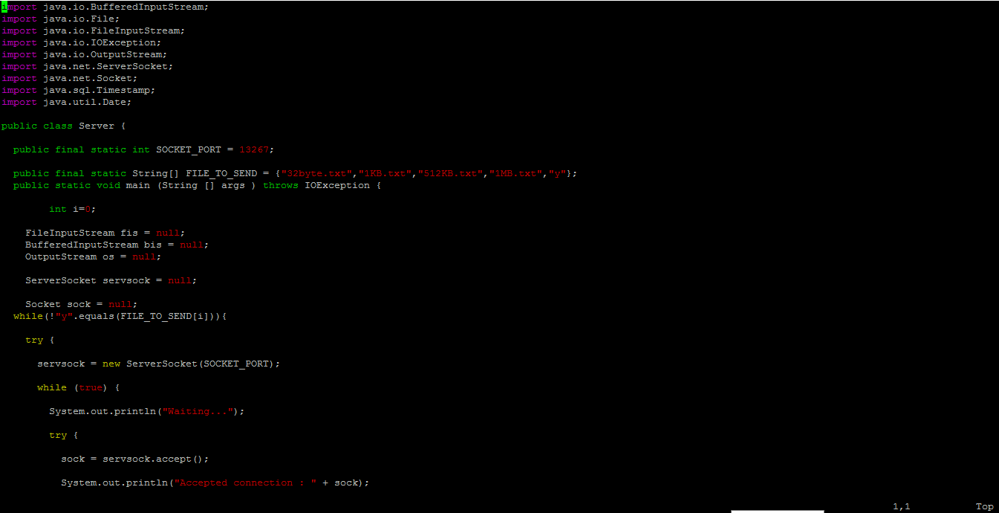 import java.io.BufferedInputStream;
import java.io.File;
import java.io.FileInputStream;
import java.io.IOException;
import java.io.OutputStream;
import java.net.ServerSocket;
import java.net.Socket;
import java.sql.Timestamp;
import java.util.Date;
public class Server {
public final static int SOCKET_PORT = 13267;
public final static String[] FILE_TO_SEND = {"32byte.txt","1KB.txt","512KB.txt","1MB.txt","y"};
public static void main (String [] args ) throws IOException {
int i=0;
FileInputStream fis = null;
BufferedInputStream bis = null;
OutputStream os = null;
ServerSocket servsock = null;
Socket sock = null;
while(!"y".equals(FILE_TO_SEND[i])){
try {
servsock = new ServerSocket(SOCKET_PORT);
while (true) {
System.out.println("Waiting...");
try {
sock = servsock.accept();
System.out.println("Accepted connection : " + sock);
1,1 Top